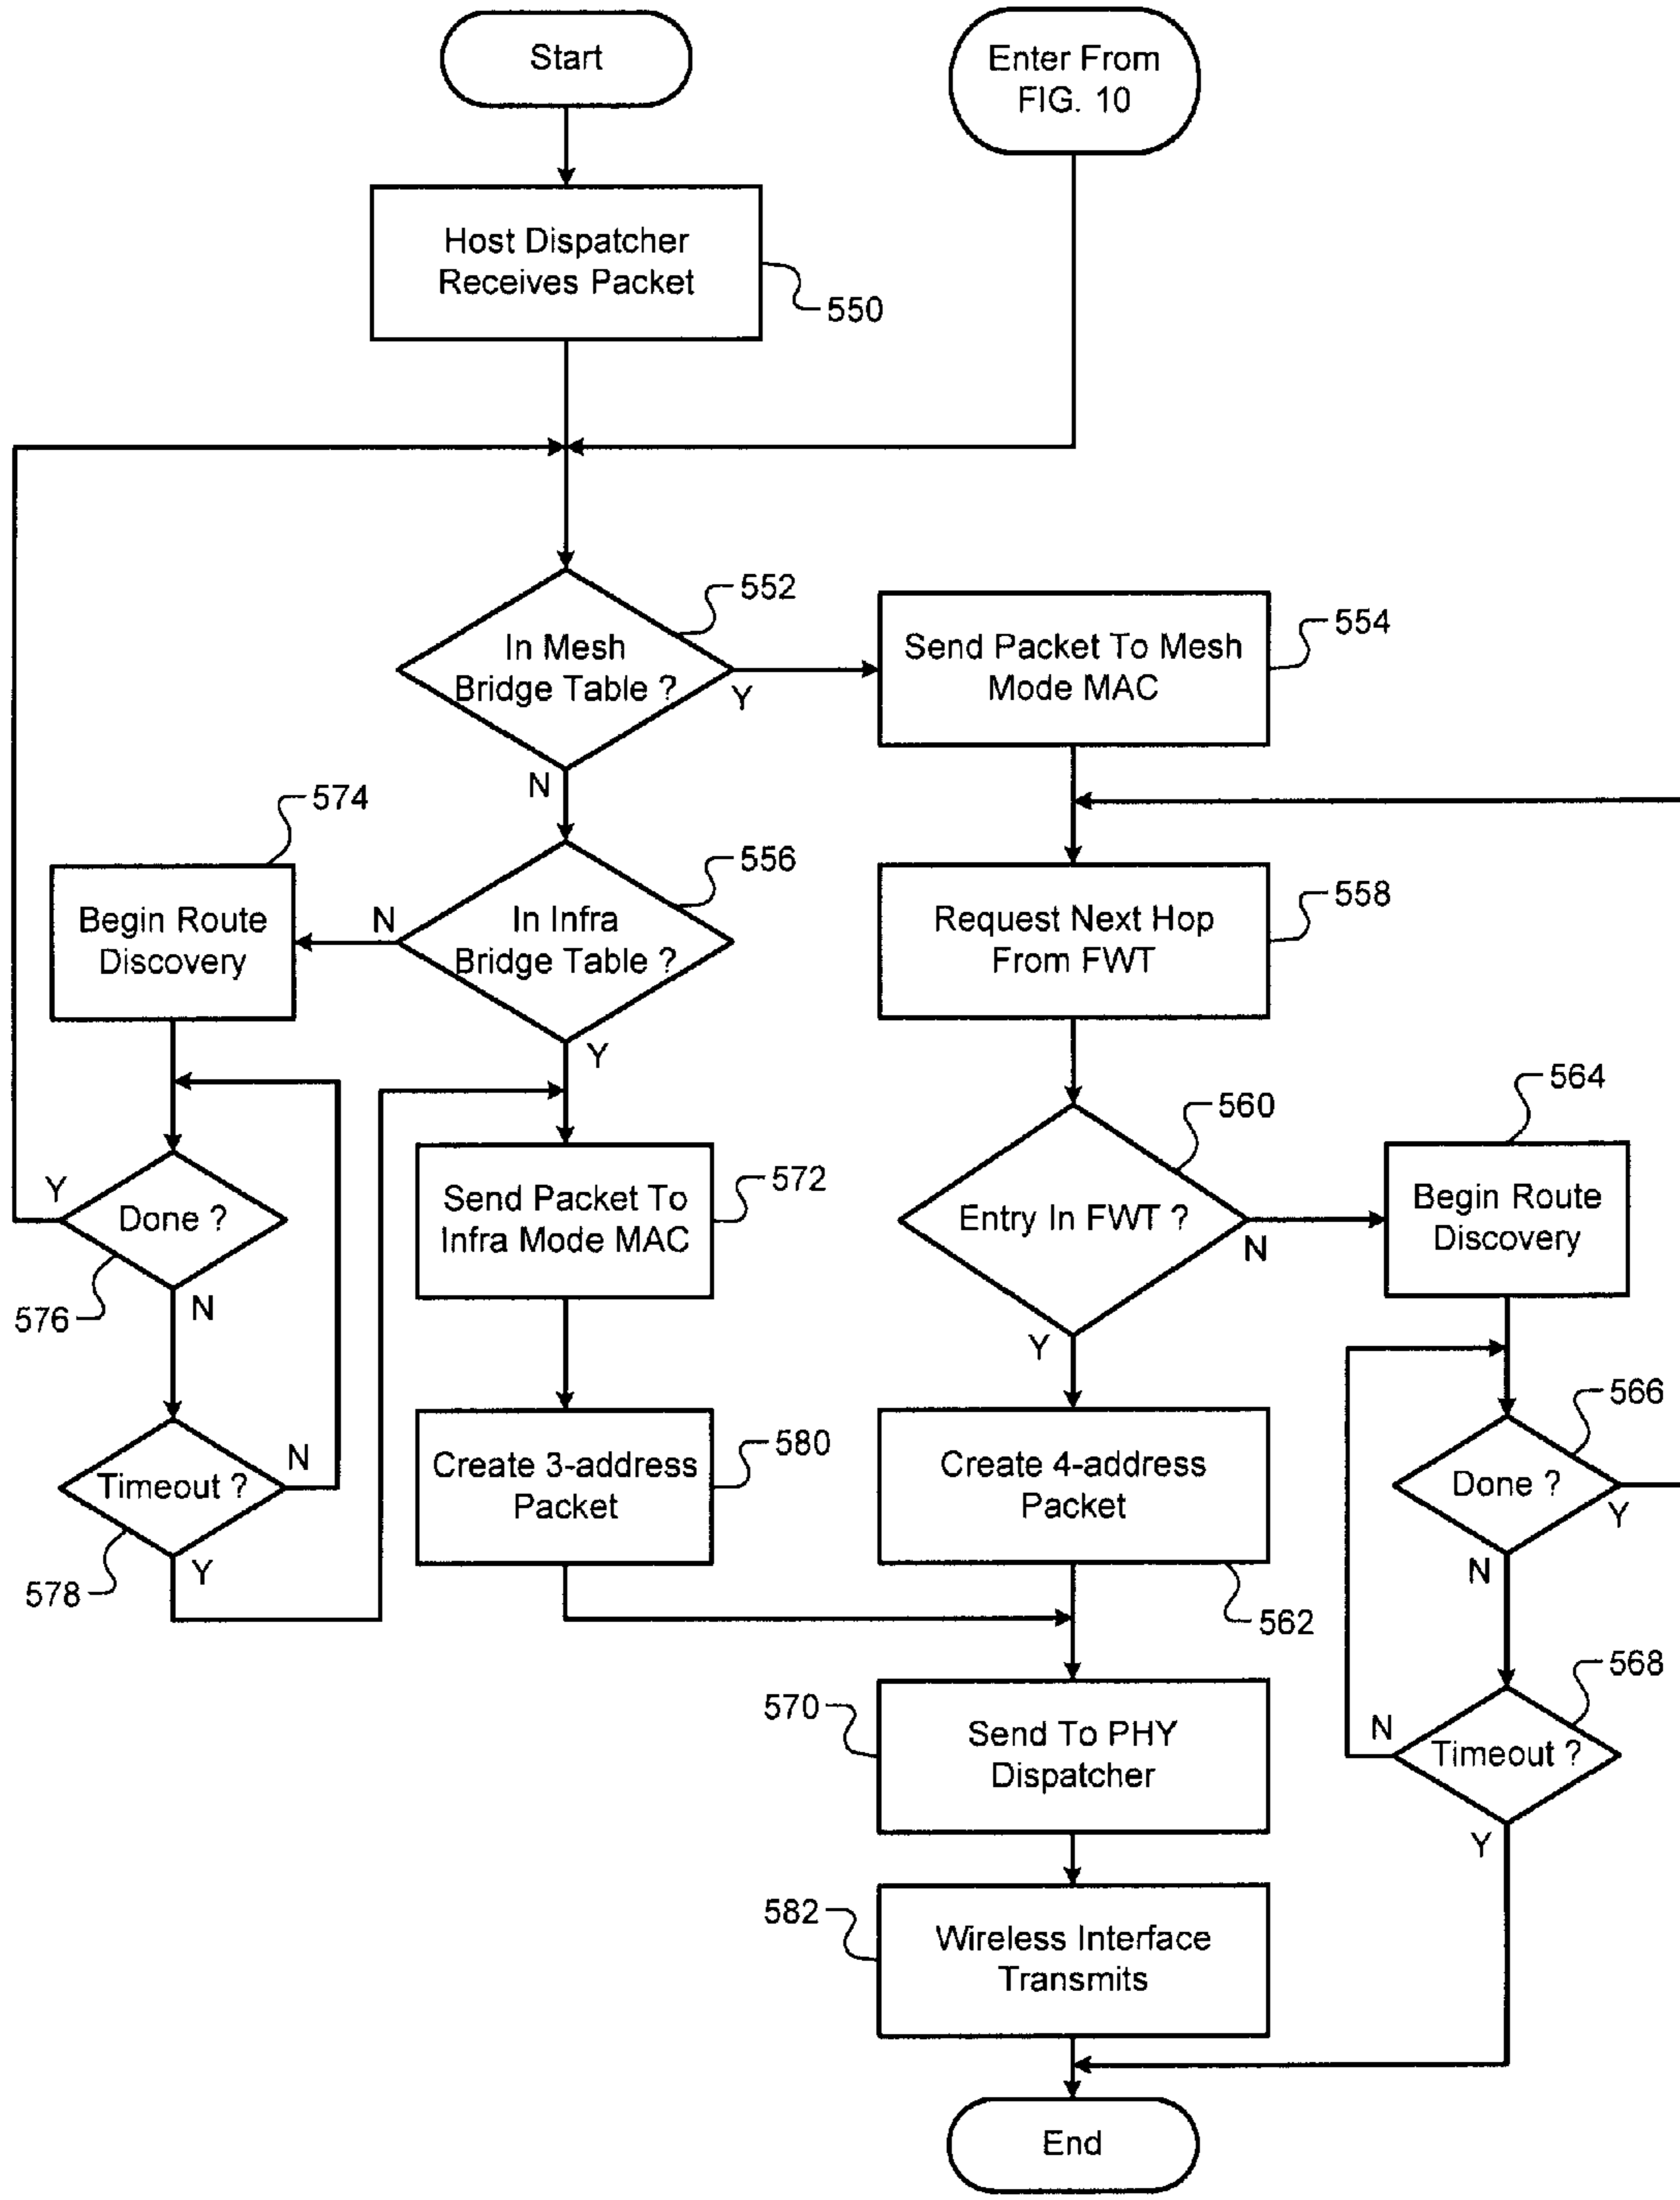 Start
Enter From
FIG. 10
Host Dispatcher
Receives Packet
550
552
In Mesh
Bridge Table ?
Y
N
Send Packet To Mesh
Mode MAC
554
574
Begin Route
Discovery
N
556
In Infra
Bridge Table ?
Y
Request Next Hop
From FWT
558
Y
Done ?
576
N
Send Packet To
Infra Mode MAC
572
560
Entry In FWT ?
N
Y
564
Begin Route
Discovery
Timeout ?
N
578
Y
Create 3-address
Packet
580
Create 4-address
Packet
562
566
Done ?
Y
N
568
N
Timeout ?
Y
570
Send To PHY
Dispatcher
582
Wireless Interface
Transmits
End